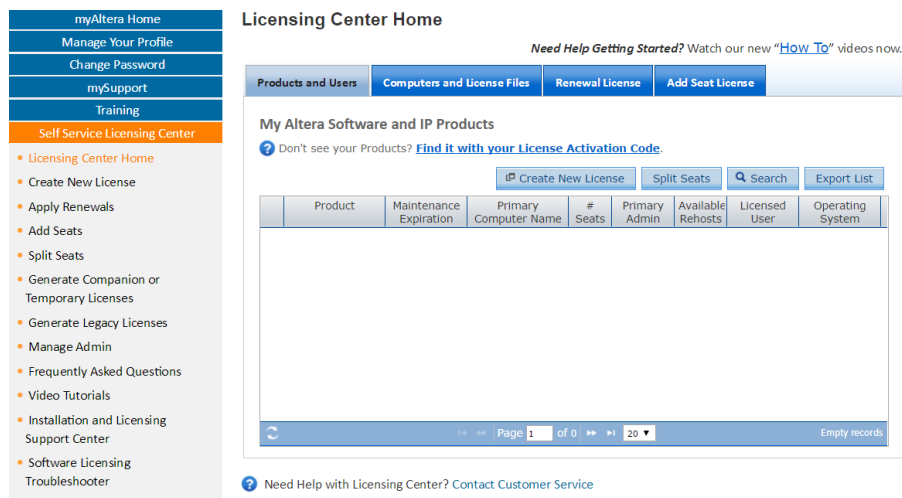 myAltera Home
Manage Your Profile
Change Password
mySupport
Training
Self Service Licensing Center
Licensing Center Home
Create New License
Apply Renewals
Add Seats
Split Seats
Generate Companion or
Temporary Licenses
Generate Legacy Licenses
Manage Admin
Frequently Asked Questions
Video Tutorials
Installation and Licensing
Support Center
Software Licensing
Troubleshooter
Licensing Center Home
Need Help Getting Started? Watch our new “How To” videos now.
Products and Users
Computers and License Files
Renewal License
Add Seat License
My Altera Software and IP Products
Don't see your Products? Find it with your License Activation Code.
Create New License
Split Seats
Search
Export List
Product
Maintenance
Expiration
Primary
Computer Name
#
Seats
Primary
Admin
Available
Rehosts
Licensed
User
Operating
System
Page 1 of 0
20
Empty records
Need Help with Licensing Center? Contact Customer Service